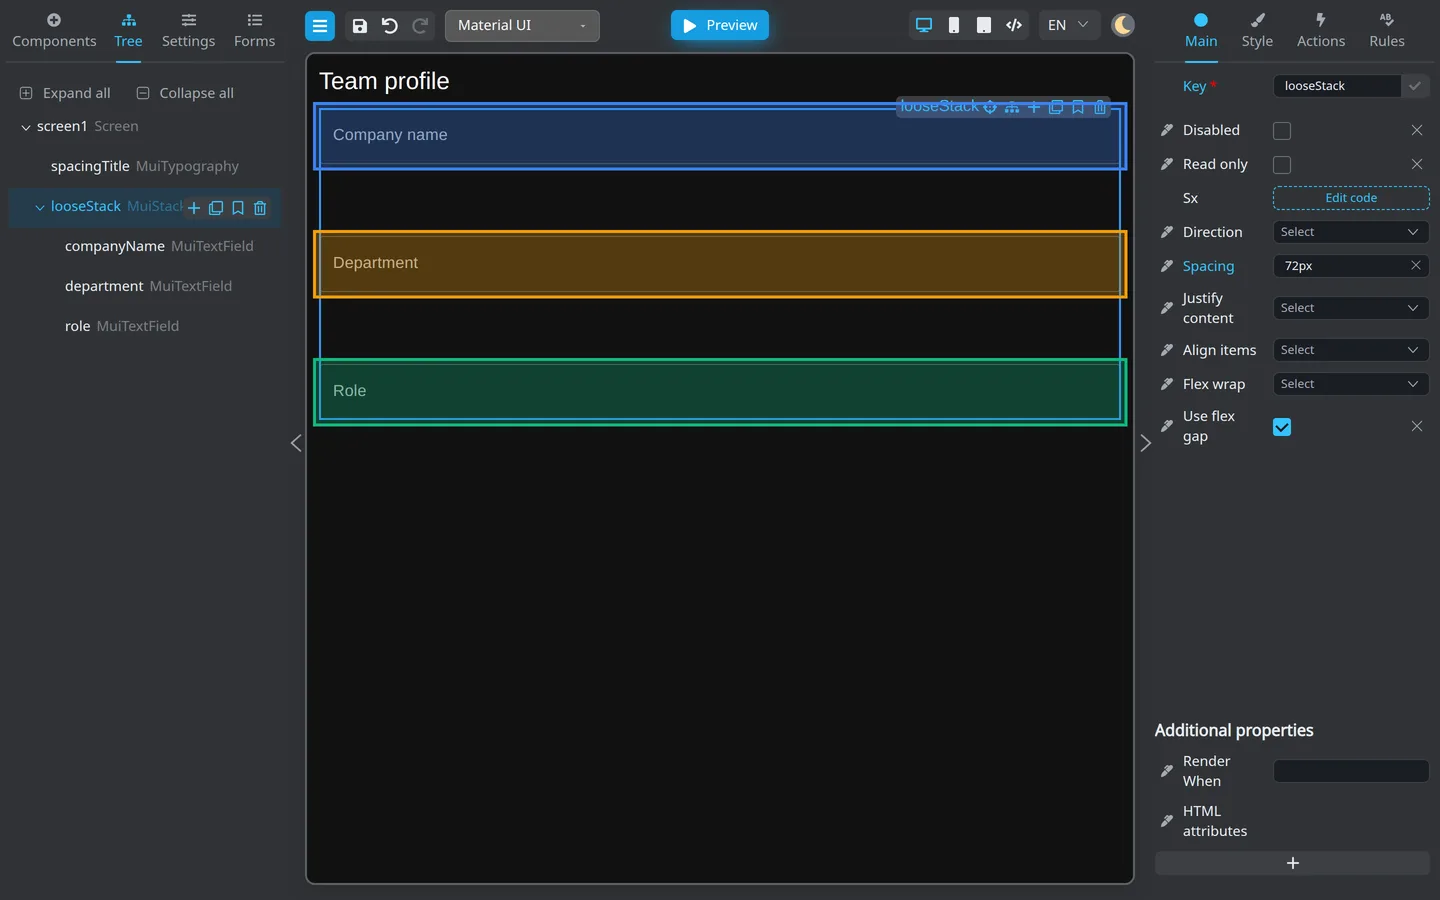 Components
Tree
Settings
Forms
Material UI
Preview
EN
Main
Style
Actions
Rules
Expand all
Collapse all
screen1 Screen
spacingTitle MuiTypography
looseStack MuiStack
companyName MuiTextField
department MuiTextField
role MuiTextField
Team profile
looseStack
Company name
Department
Role
Key *
looseStack
Disabled
Read only
Sx
Edit code
Direction
Select
Spacing
72px
Justify
content
Select
Align items
Select
Flex wrap
Select
Use flex
gap
Additional properties
Render
When
HTML
attributes